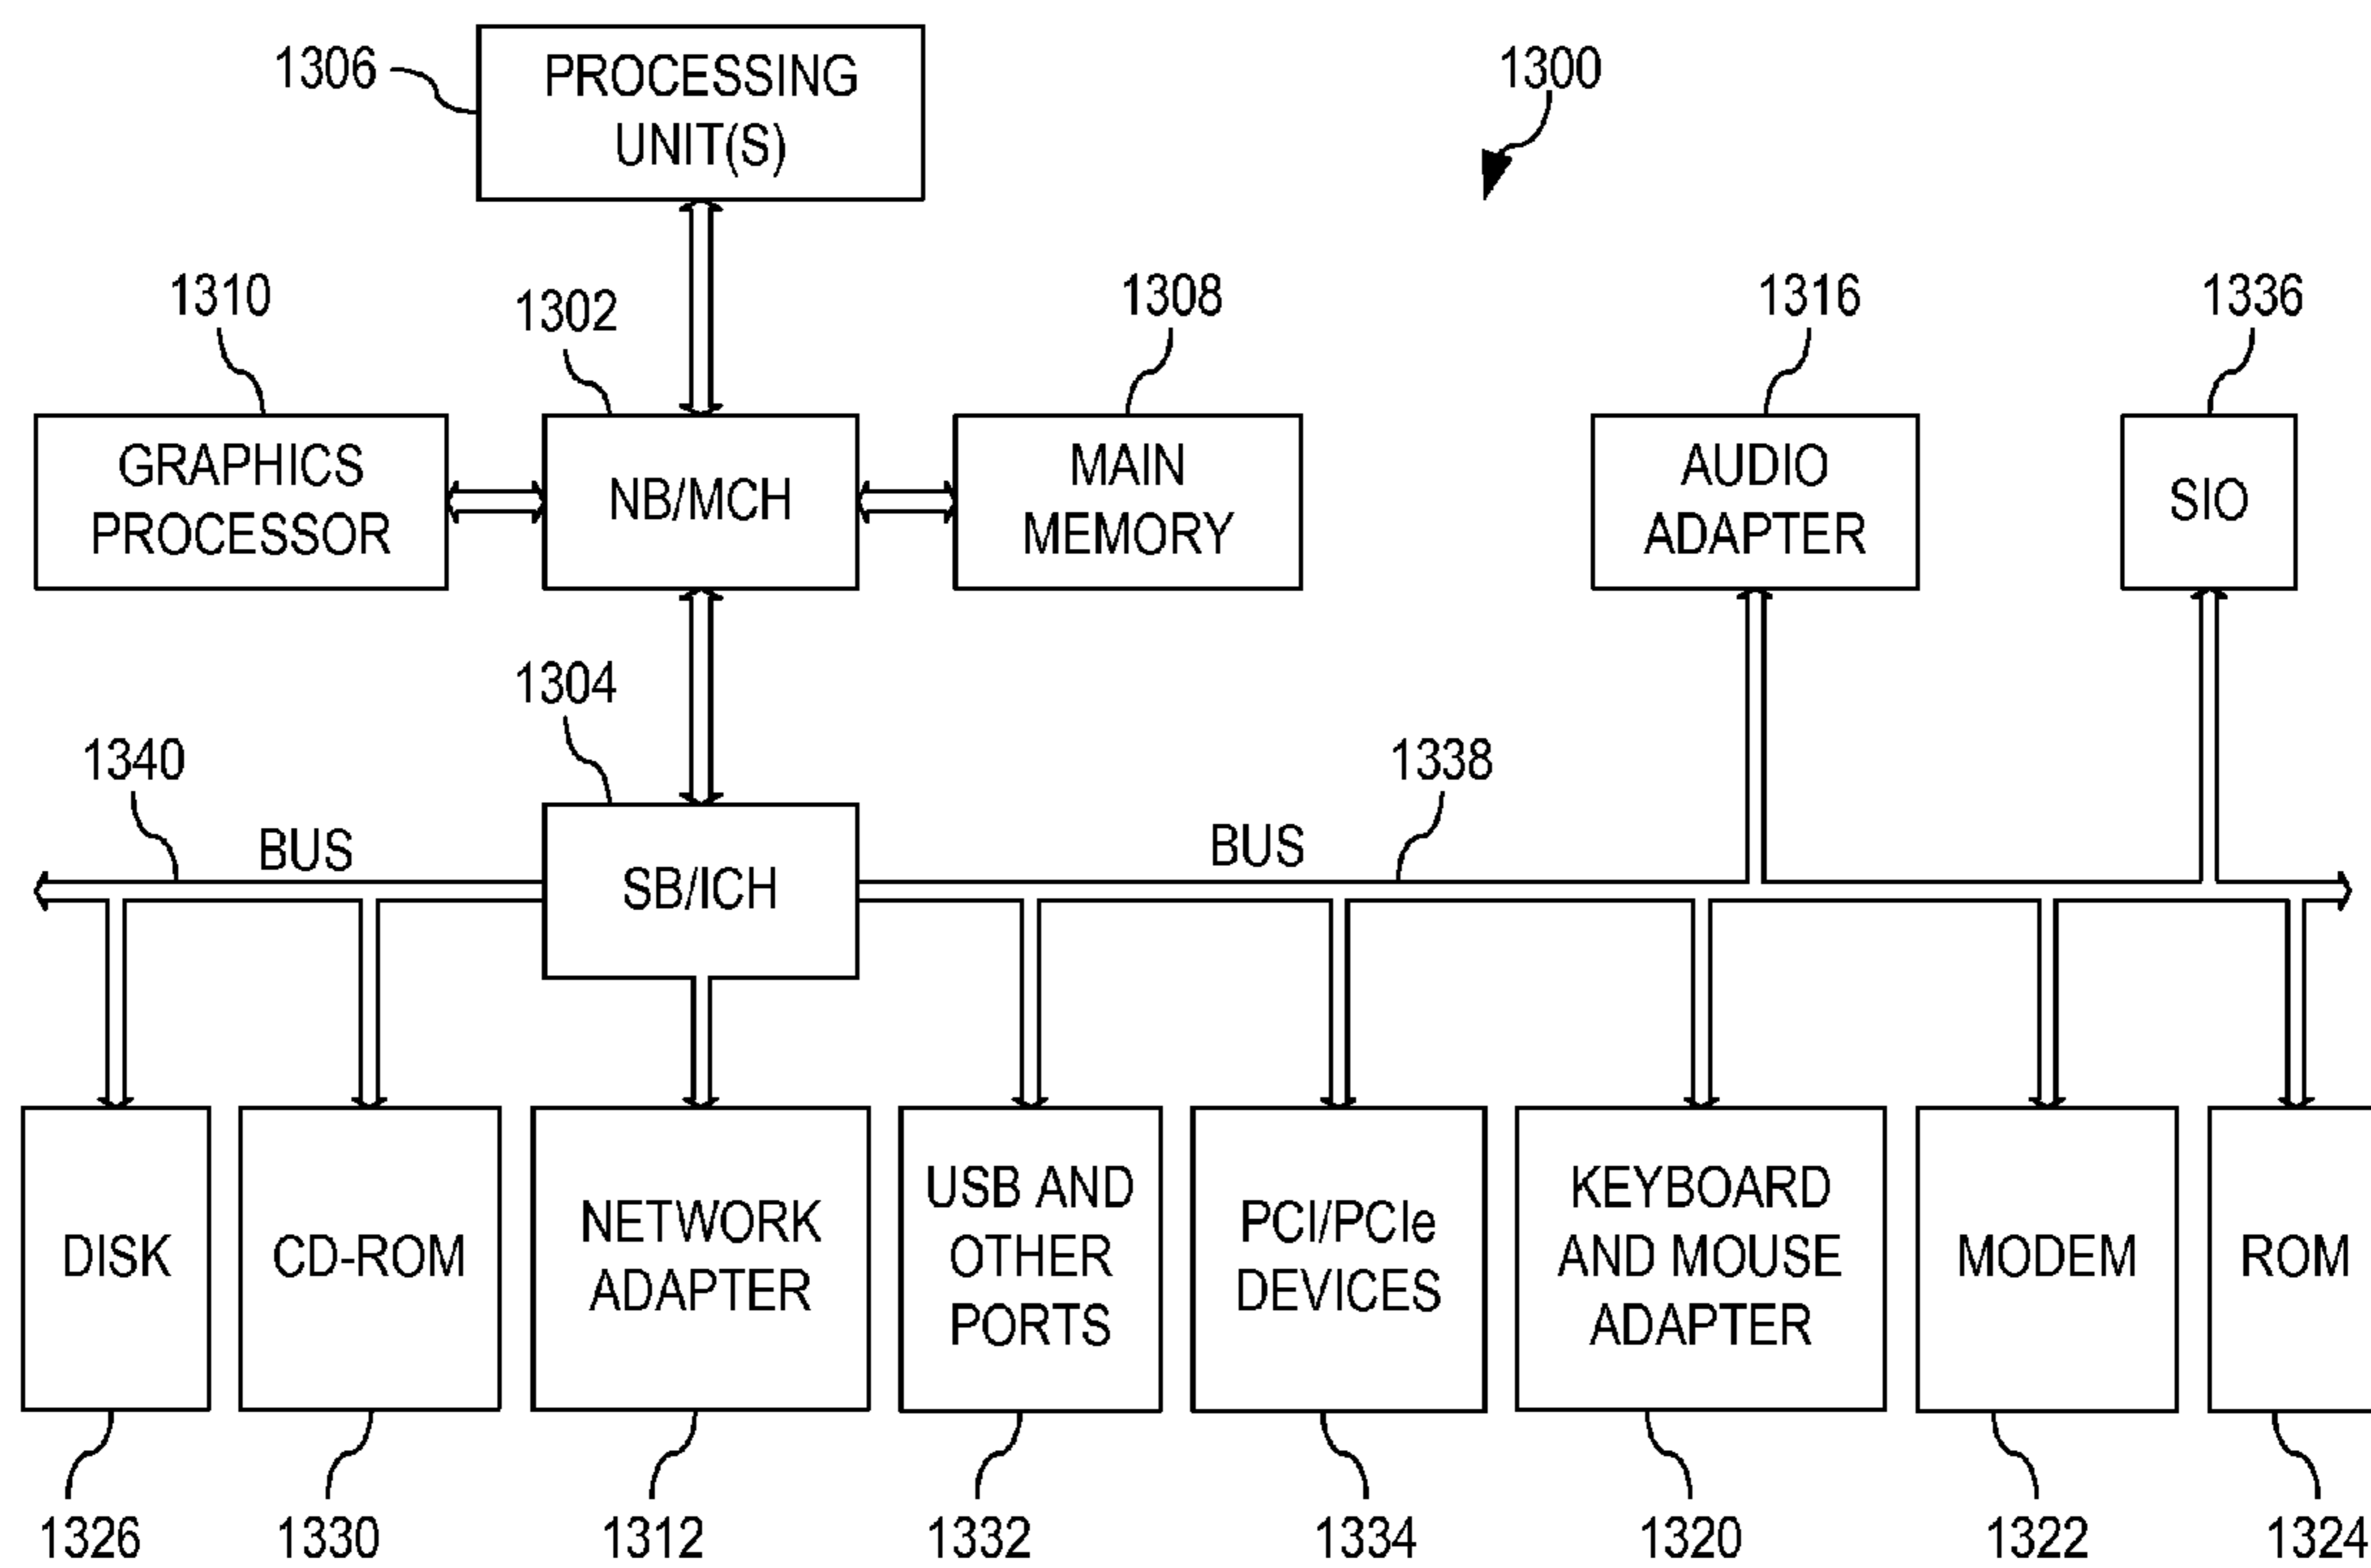 1306
PROCESSING
UNIT(S)
1300
1310
1302
1308
1316
1336
GRAPHICS
PROCESSOR
NB/MCH
MAIN
MEMORY
AUDIO
ADAPTER
SIO
1304
1340
1338
BUS
BUS
SB/ICH
DISK
CD-ROM
NETWORK
ADAPTER
USB AND
OTHER
PORTS
PCI/PCIe
DEVICES
KEYBOARD
AND MOUSE
ADAPTER
MODEM
ROM
1326
1330
1312
1332
1334
1320
1322
1324